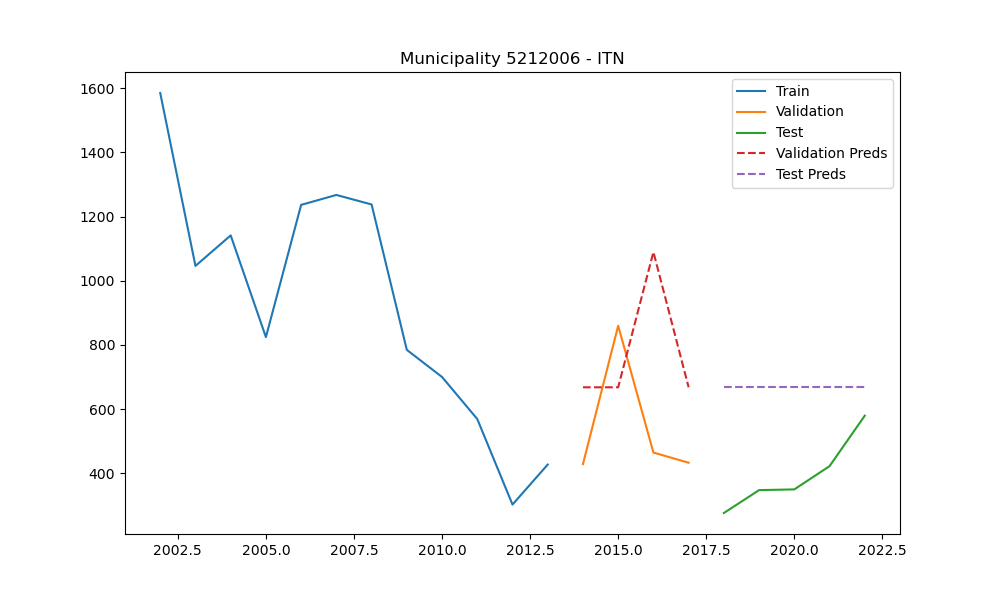 Municipality 5212006 - ITN
1600
1400
1200
1000
800
600
400
Train
Validation
Test
Validation Preds
Test Preds
2002.5 2005.0 2007.5 2010.0 2012.5 2015.0 2017.5 2020.0 2022.5